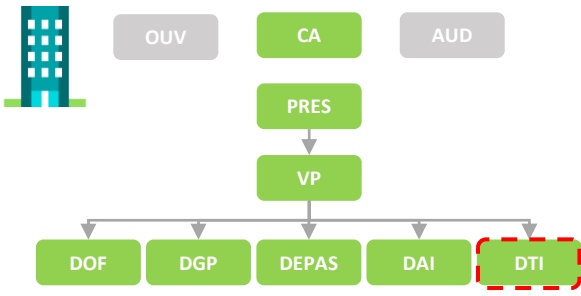 OUV CA AUD
PRES
VP
DOF DGP DEPAS DAI DTI